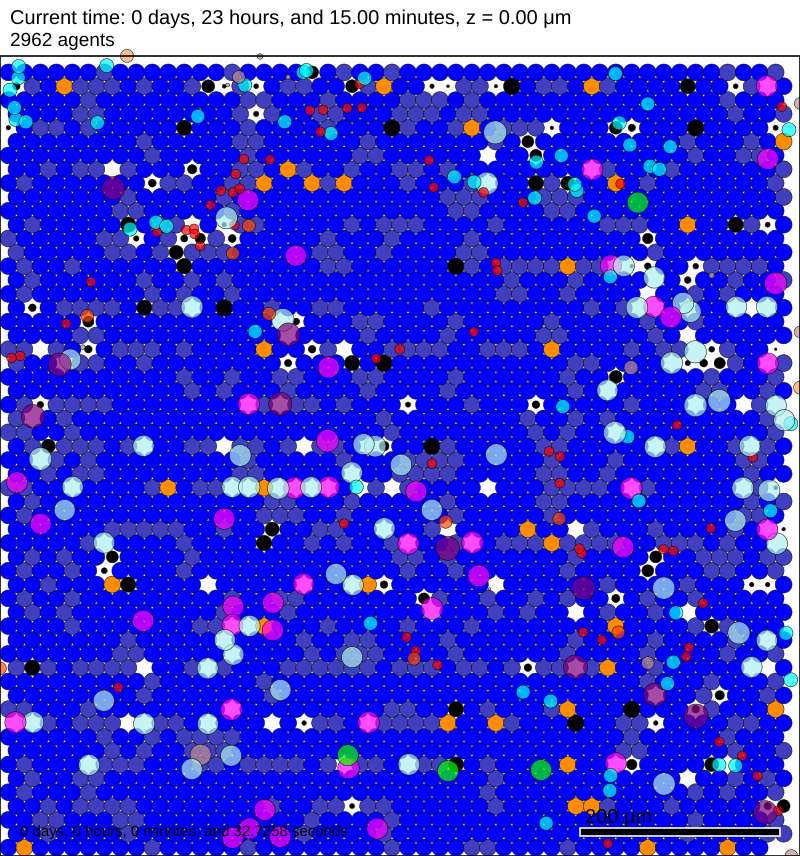 Current time: 0 days, 23 hours, and 15.00 minutes, z = 0.00 μm
2962 agents
200 μm
0 days, 0 hours, 0 minutes, and 32.7258 seconds